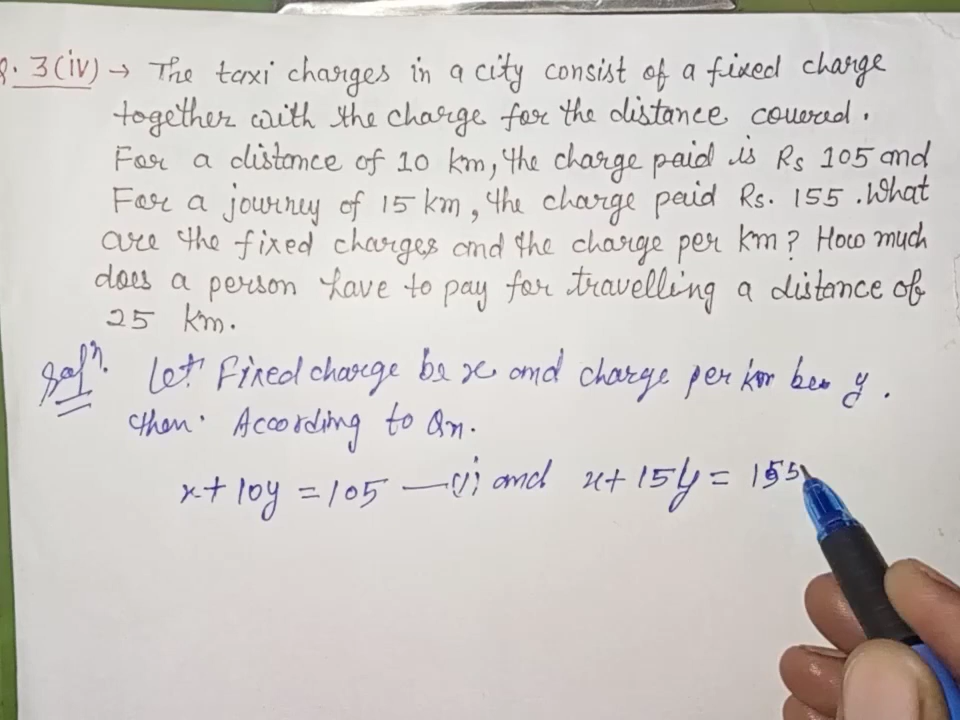 Q. 3(iv) → The taxi charges in a city consist of a fixed charge
together with the charge for the distance covered.
For a distance of 10 km, the charge paid is Rs 105 and
For a journey of 15 km, the charge paid Rs. 155. What
are the fixed charges and the charge per km? How much
does a person have to pay for travelling a distance of
25 km.
Solⁿ. Let Fixed charge be x and charge per km be y.
then. According to Qn.
x + 10y = 105 —(i) and x + 15y = 155